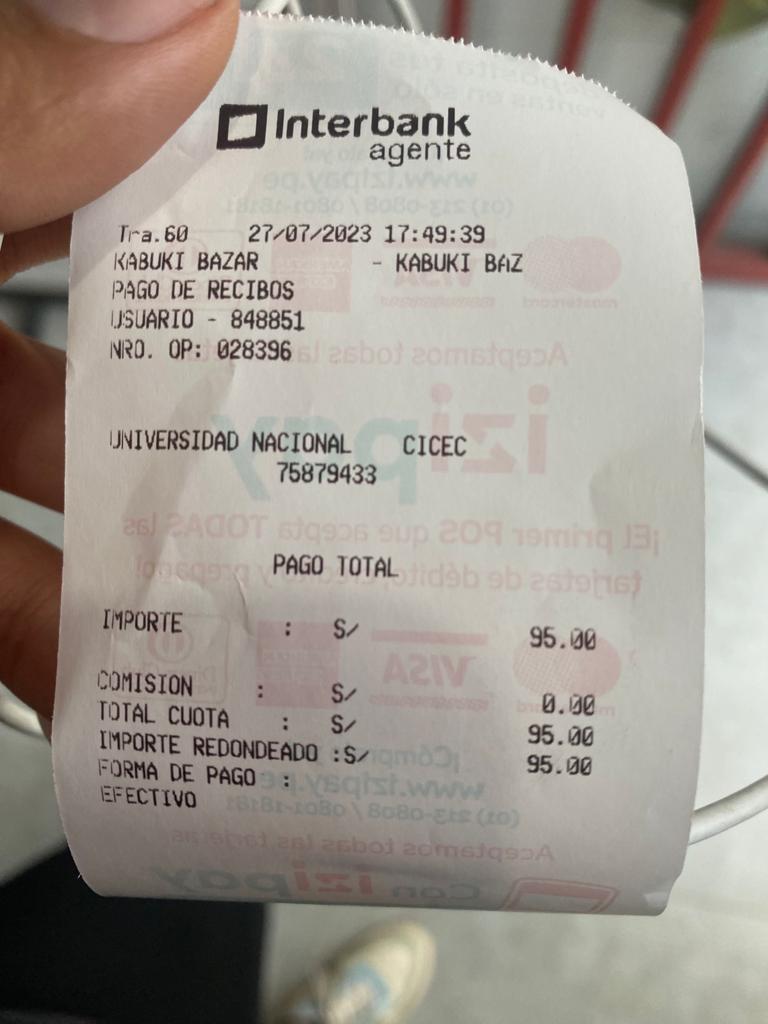 Interbank
agente
Tra.60 27/07/2023 17:49:39
KABUKI BAZAR - KABUKI BAZ
PAGO DE RECIBOS
USUARIO - 848851
NRO. OP: 028396
UNIVERSIDAD NACIONAL CICEC
75879433
PAGO TOTAL
IMPORTE : S/ 95.00
COMISION : S/ 0.00
TOTAL CUOTA : S/ 95.00
IMPORTE REDONDEADO :S/ 95.00
FORMA DE PAGO :
EFECTIVO